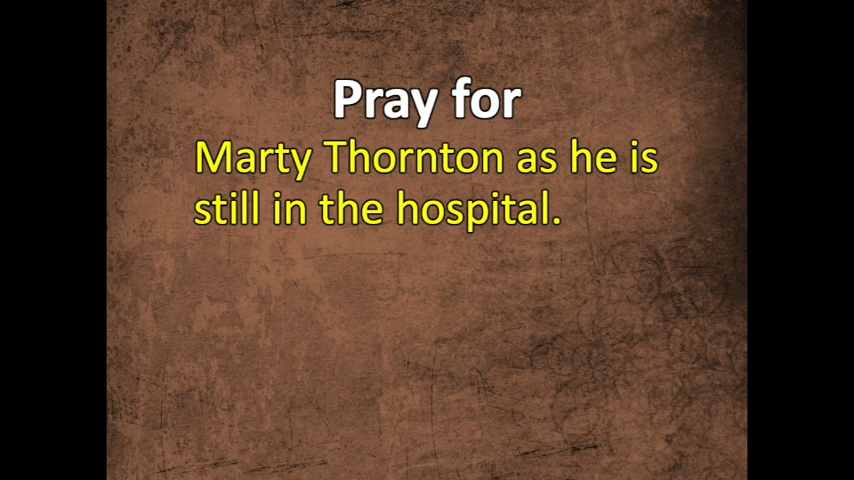 Pray for
Marty Thornton as he is
still in the hospital.